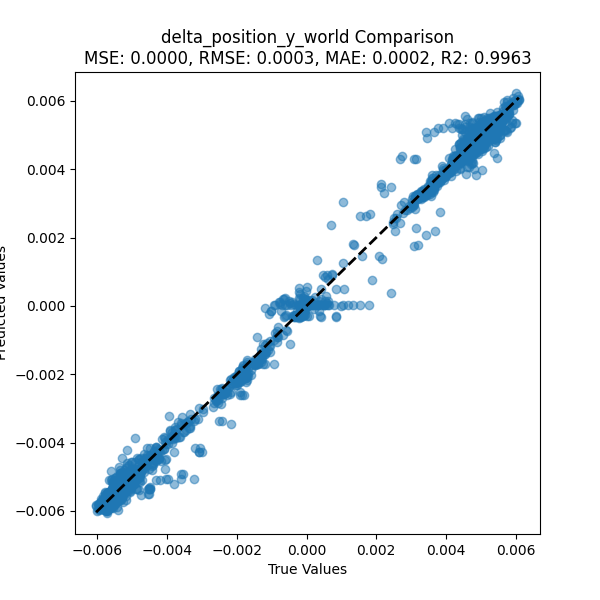 delta_position_y_world Comparison
MSE: 0.0000, RMSE: 0.0003, MAE: 0.0002, R2: 0.9963
0.006
0.004
0.002
0.000
−0.002
−0.004
−0.006
Predicted Values
−0.006 −0.004 −0.002 0.000 0.002 0.004 0.006
True Values